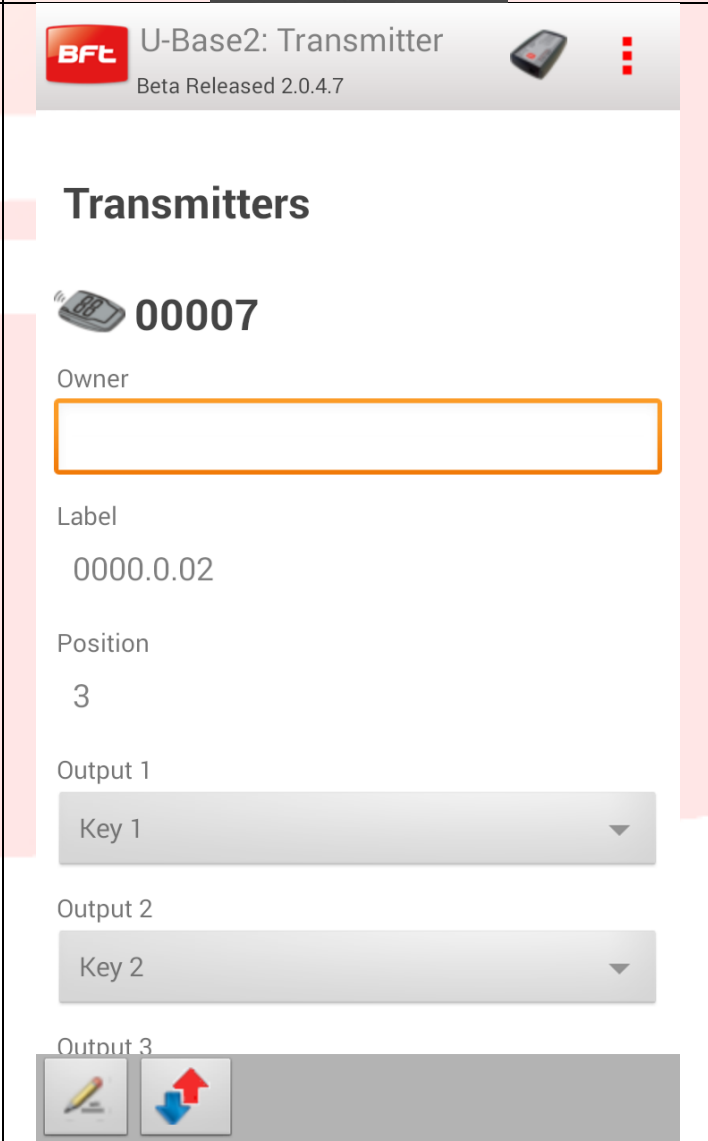 BFt
U-Base2: Transmitter
Beta Released 2.0.4.7
Transmitters
88
00007
Owner
Label
0000.0.02
Position
3
Output 1
Key 1
Output 2
Key 2
Output 3